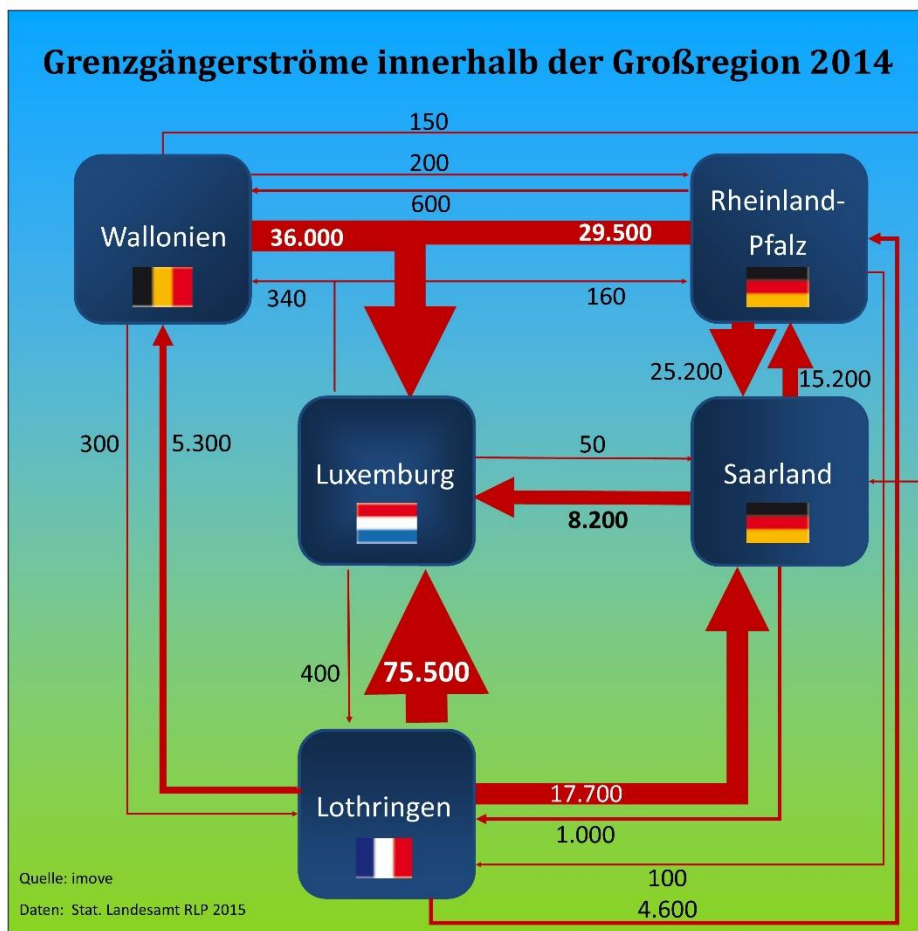 Grenzgängerströme innerhalb der Großregion 2014
150
200
600
Wallonien
Rheinland-
Pfalz
36.000
29.500
340
160
25.200
15.200
300
5.300
Luxemburg
50
Saarland
8.200
400
75.500
Lothringen
17.700
1.000
100
4.600
Quelle: imove
Daten: Stat. Landesamt RLP 2015